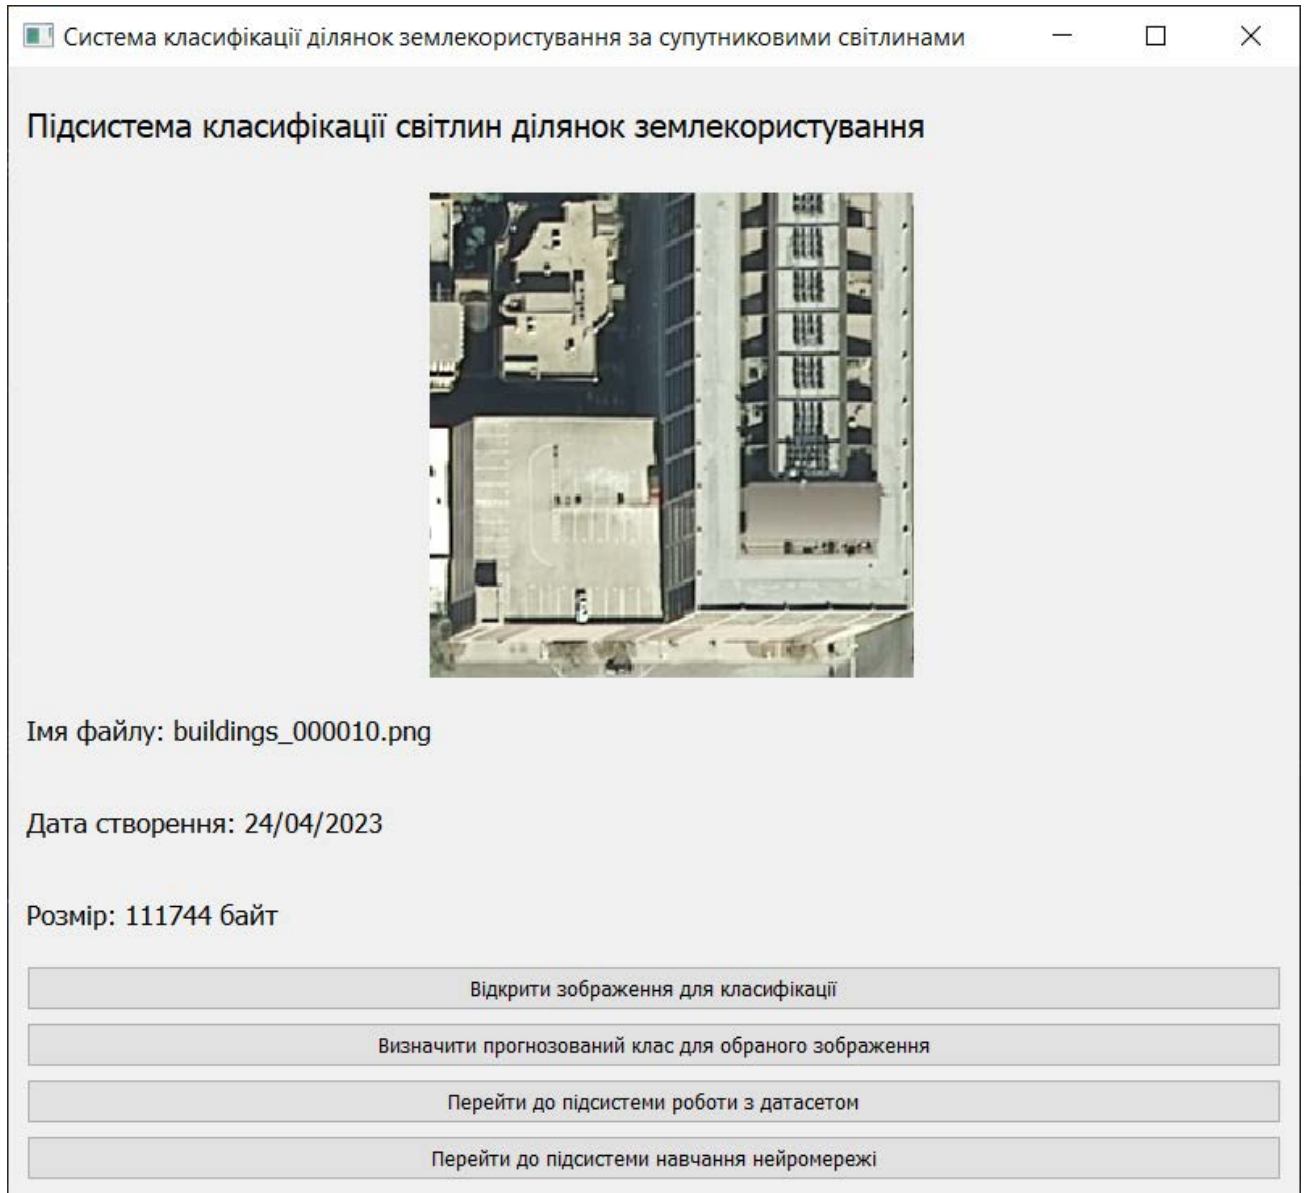 Система класифікації ділянок землекористування за супутниковими світлинами
Підсистема класифікації світлин ділянок землекористування
Імя файлу: buildings_000010.png
Дата створення: 24/04/2023
Розмір: 111744 байт
Відкрити зображення для класифікації
Визначити прогнозований клас для обраного зображення
Перейти до підсистеми роботи з датасетом
Перейти до підсистеми навчання нейромережі